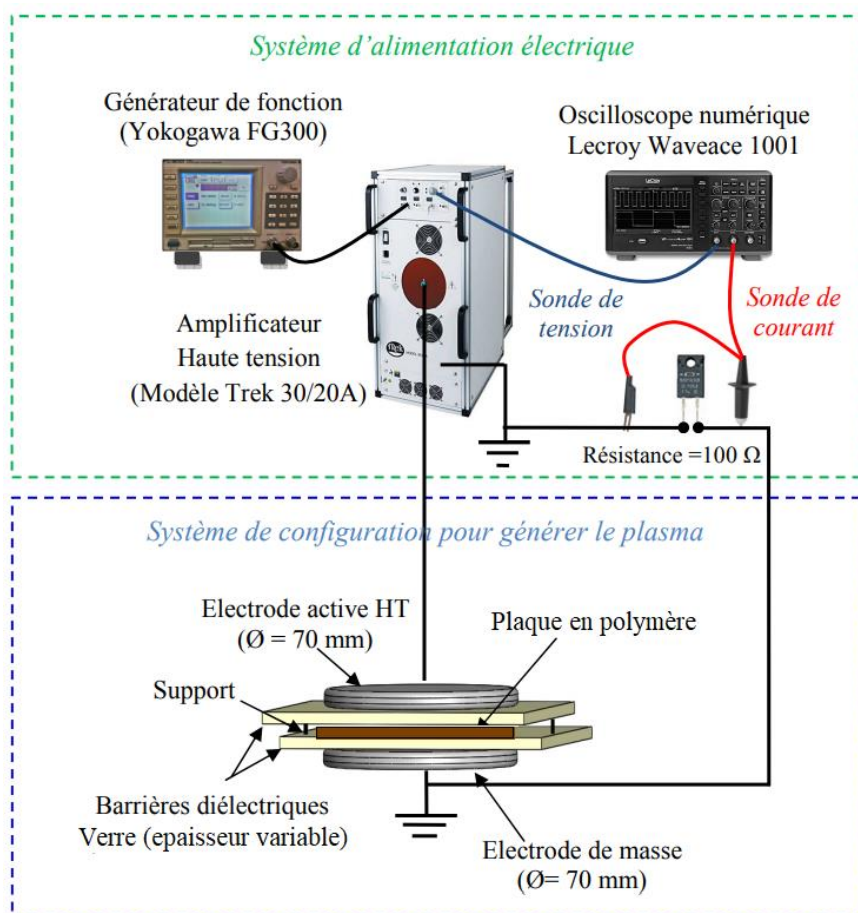 Système d'alimentation électrique
Générateur de fonction
(Yokogawa FG300)
Oscilloscope numérique
Lecroy Waveace 1001
Amplificateur
Haute tension
(Modèle Trek 30/20A)
Sonde de
tension
Sonde de
courant
TREK
Résistance =100 Ω
Système de configuration pour générer le plasma
Electrode active HT
(Ø = 70 mm)
Plaque en polymère
Support
Barrières diélectriques
Verre (epaisseur variable)
Electrode de masse
(Ø= 70 mm)